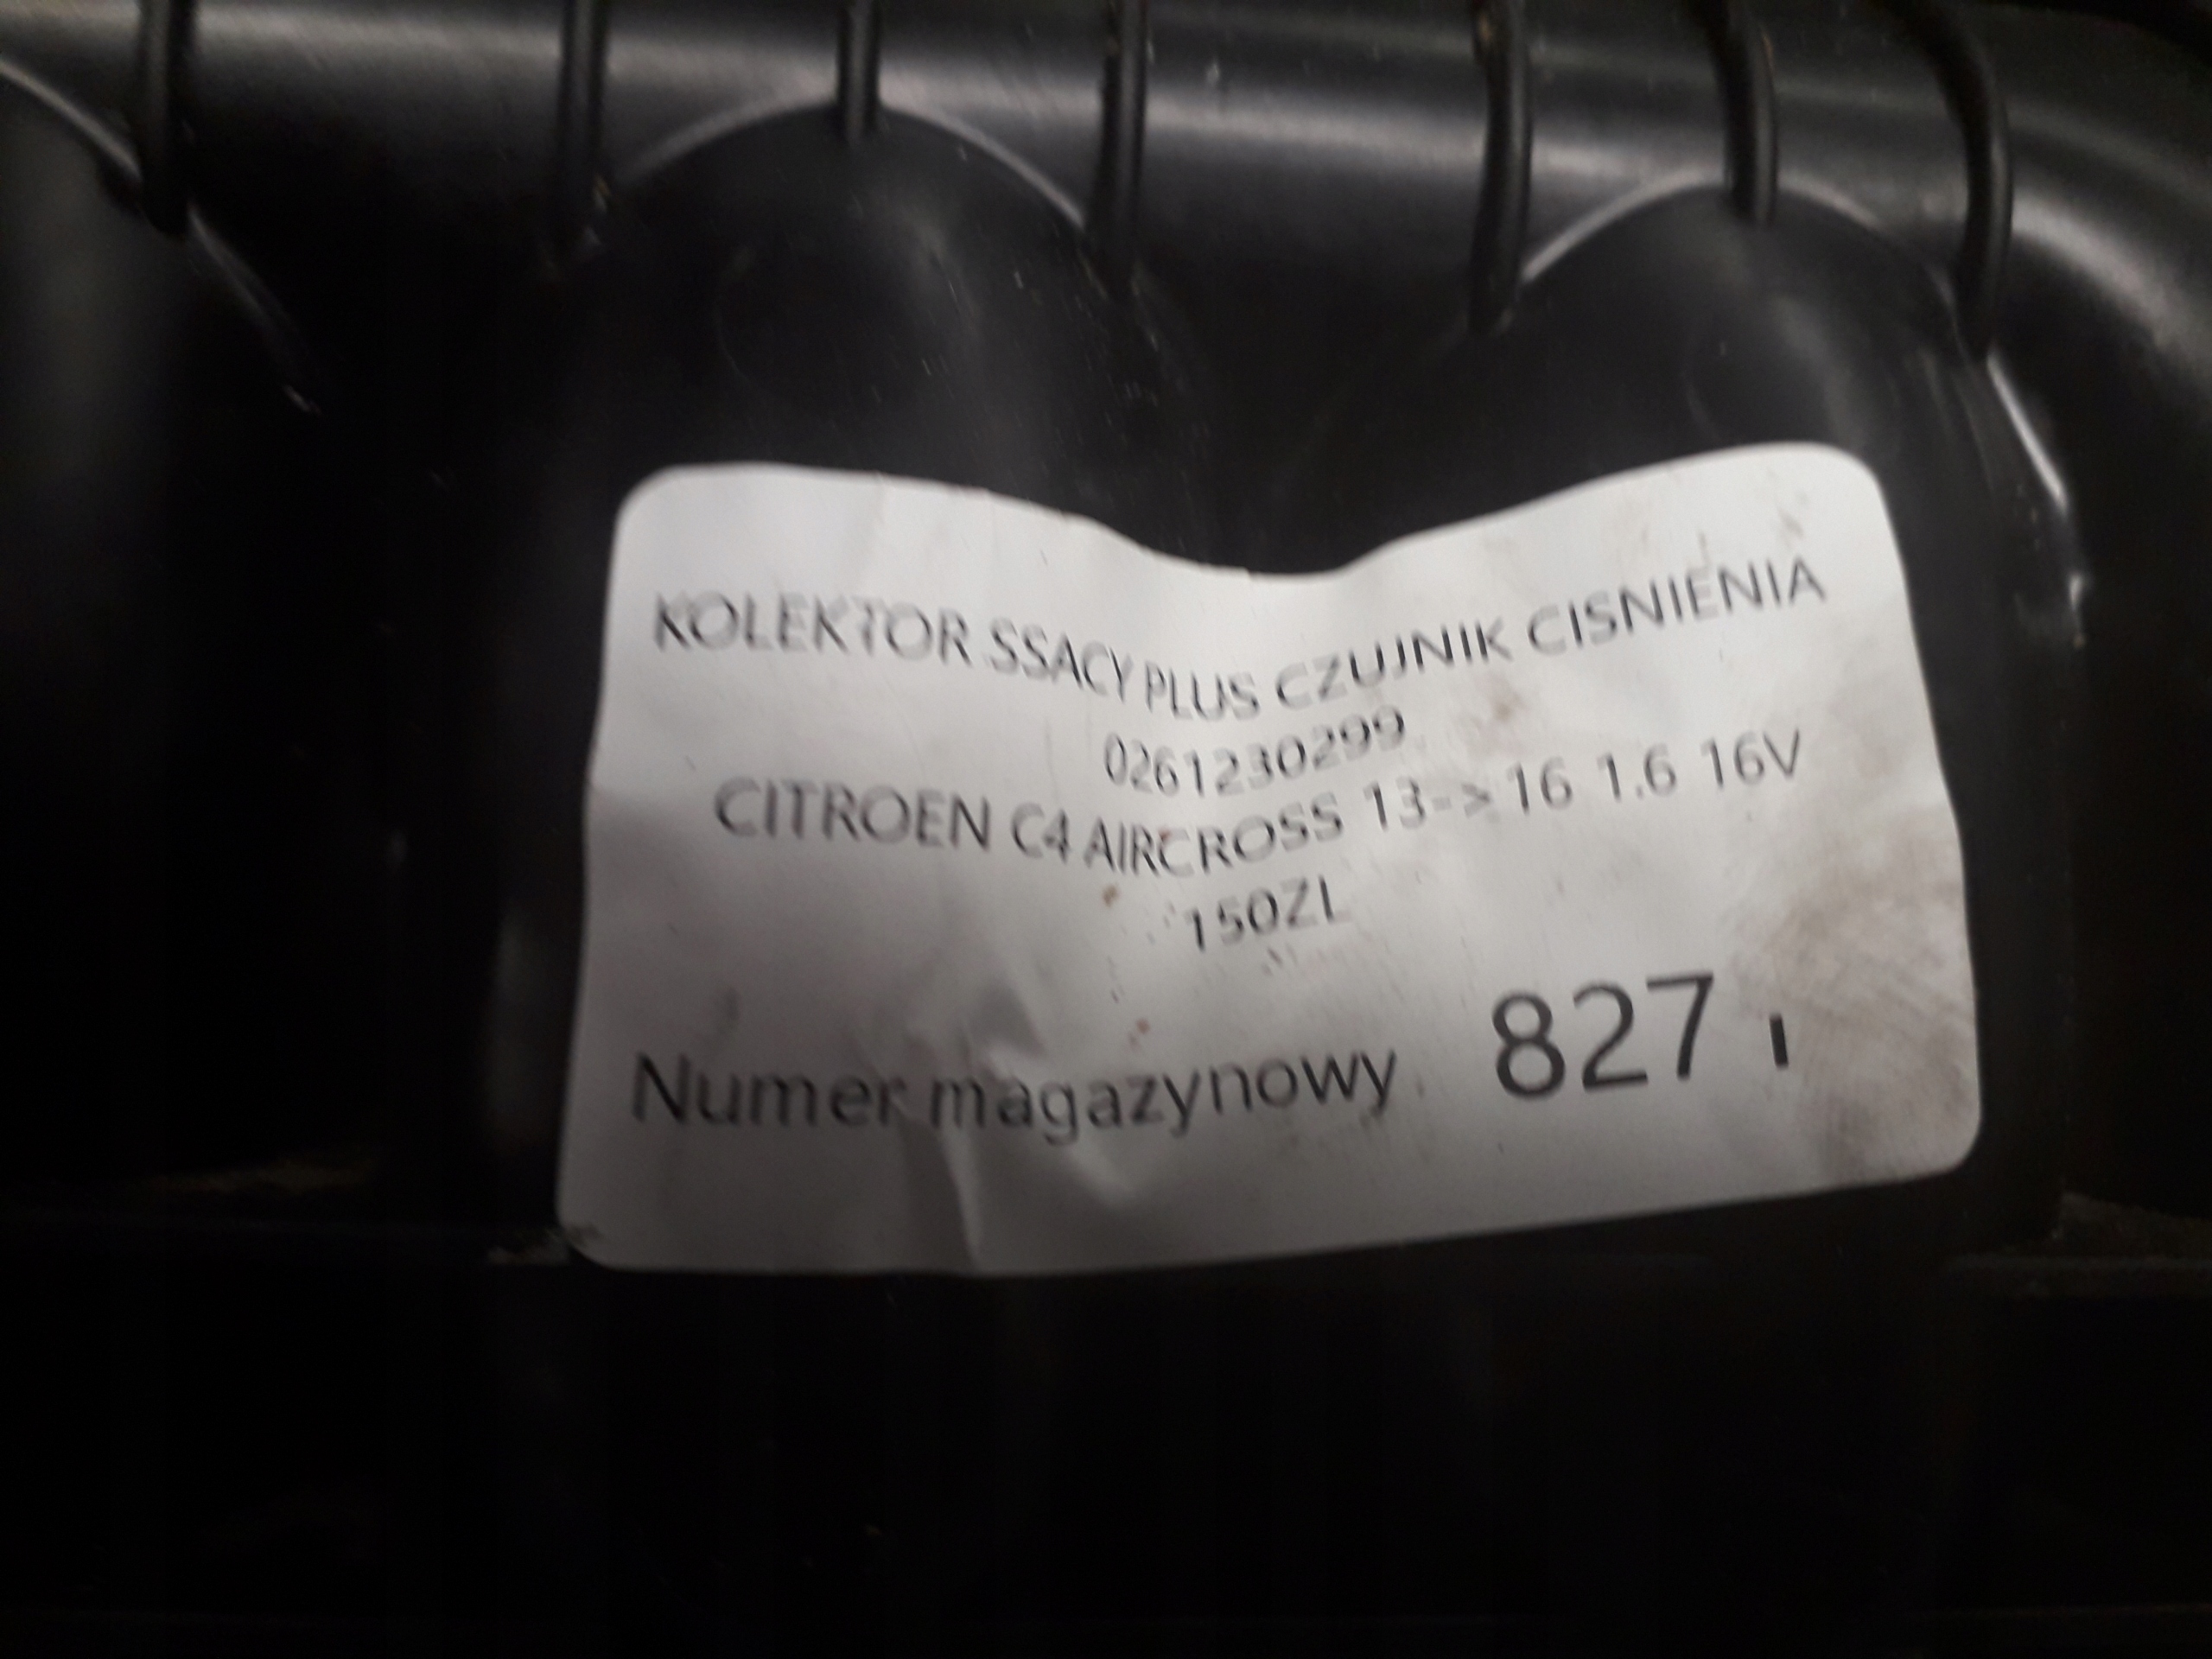 KOLEKTOR SSACY PLUS CZUJNIK CISNIENIA
0261230299
CITROEN C4 AIRCROSS 13-> 16 1.6 16V
150ZL
Numer magazynowy 827